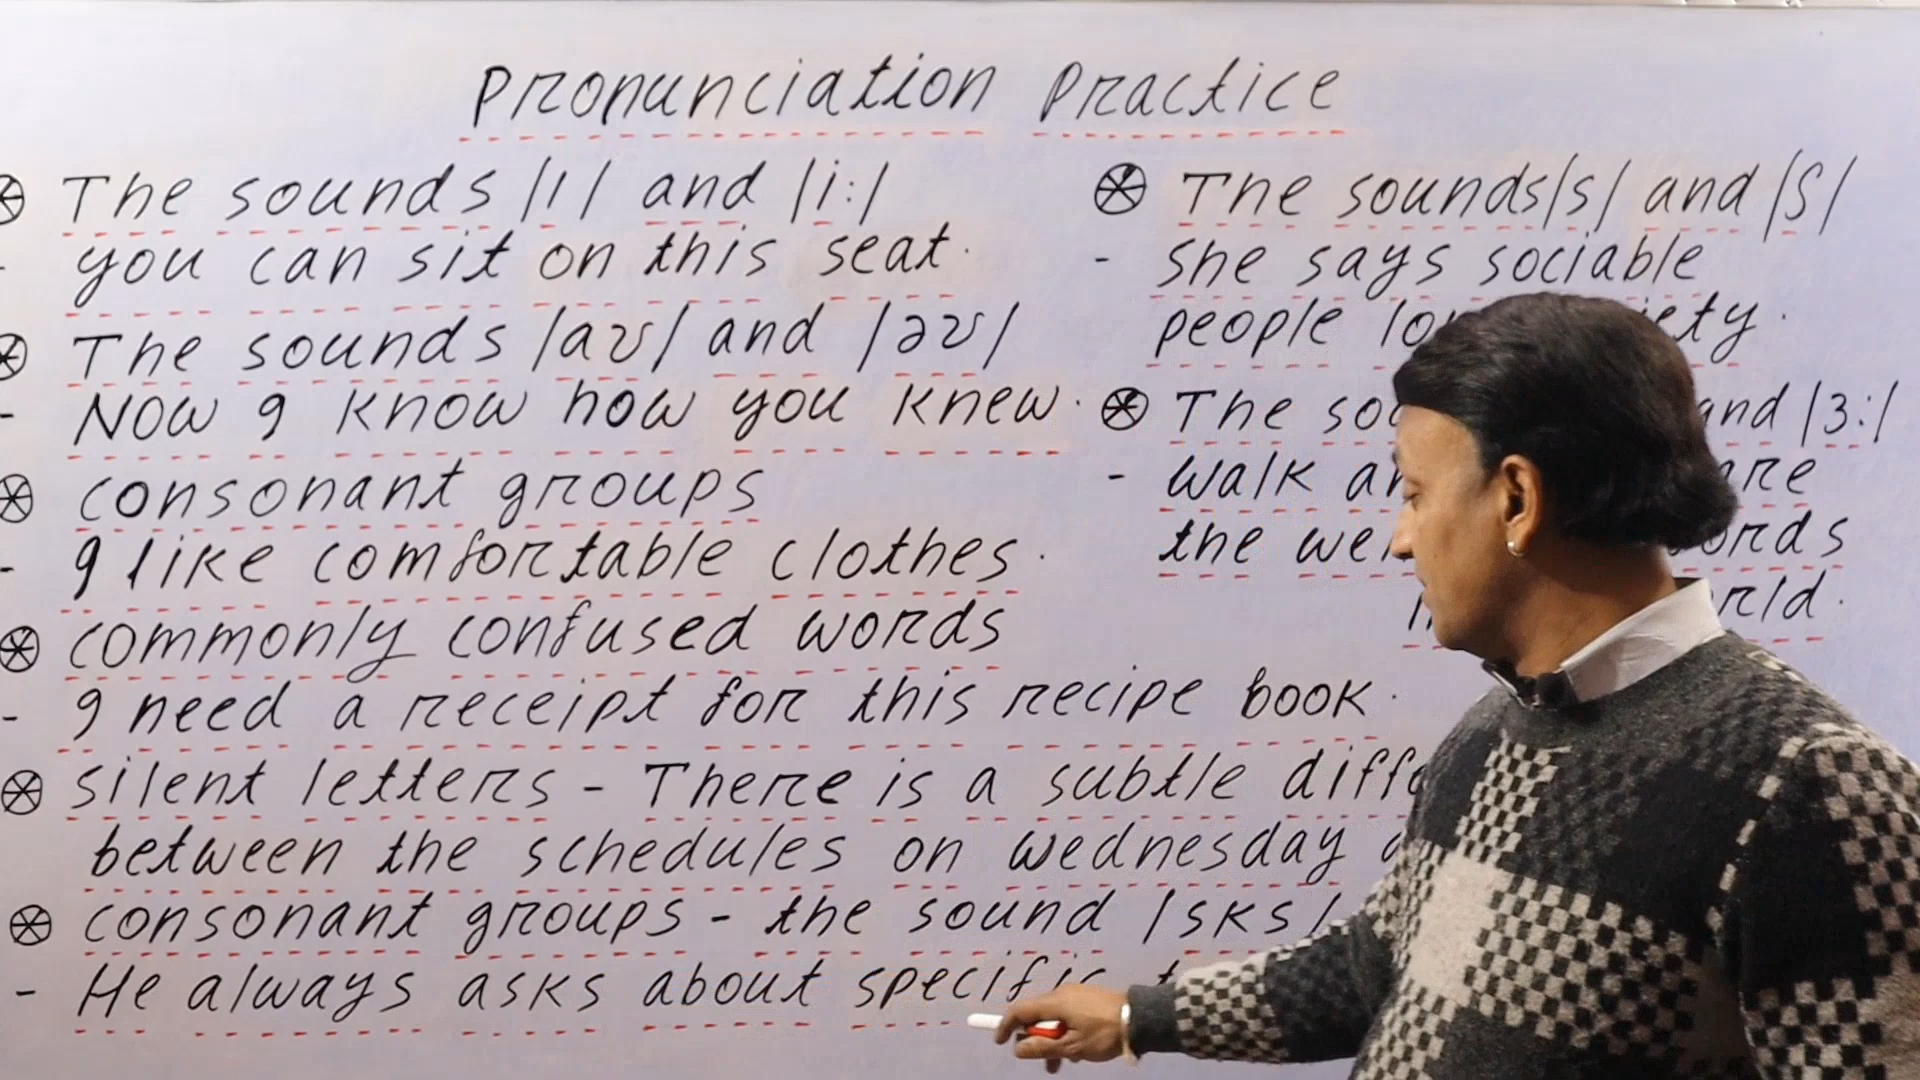 Pronunciation Practice
The sounds /ɪ/ and /i:/
- you can sit on this seat.
The sounds /aʊ/ and /əʊ/
- Now I know how you knew.
consonant groups
- I like comfortable clothes.
commonly confused words
- I need a receipt for this recipe book.
silent letters - There is a subtle
between the schedules on wednesday
consonant groups - the sound /sks/
- He always asks about specific
The sounds /s/ and /ʃ/
- she says sociable
people
The and /ɜ:/
- walk
the